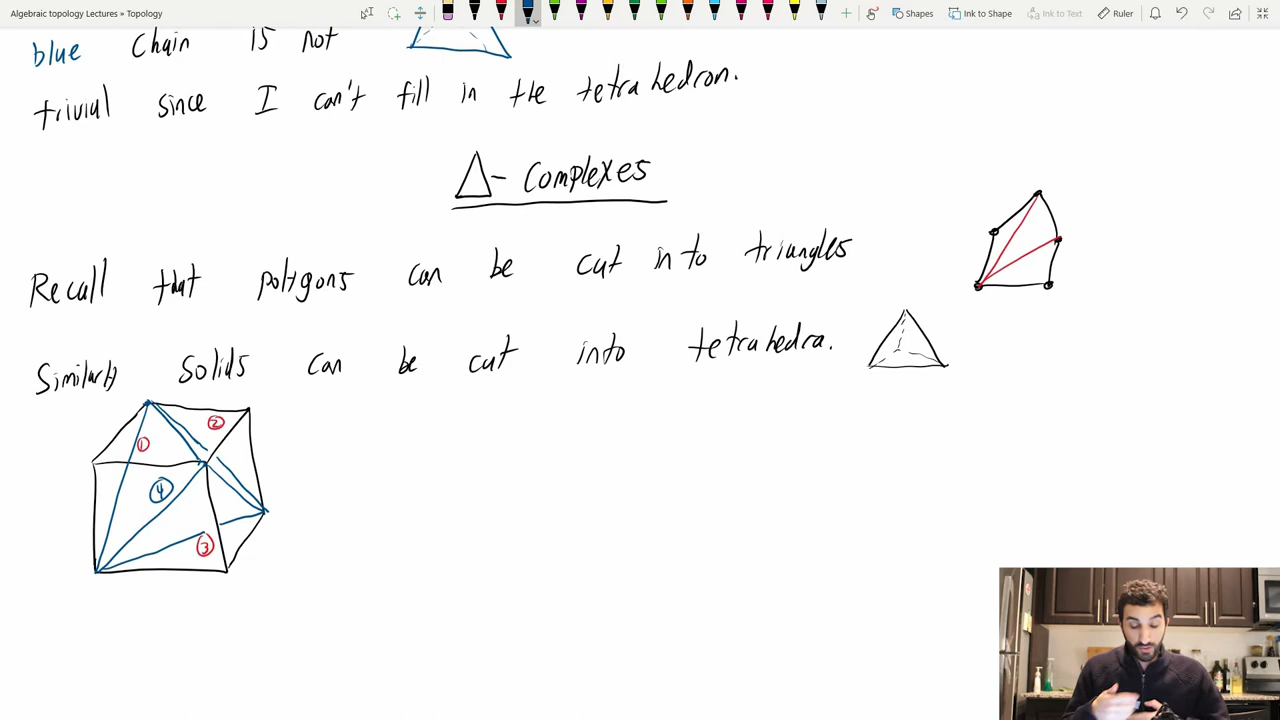 Algebraic topology Lectures » Topology
Shapes Ink to Shape Ink to Text Ruler
blue Chain is not
trivial since I can't fill in the tetrahedron.
Δ- Complexes
Recall that polygons can be cut into triangles
Similarly solids can be cut into tetrahedra.
①
②
④
③